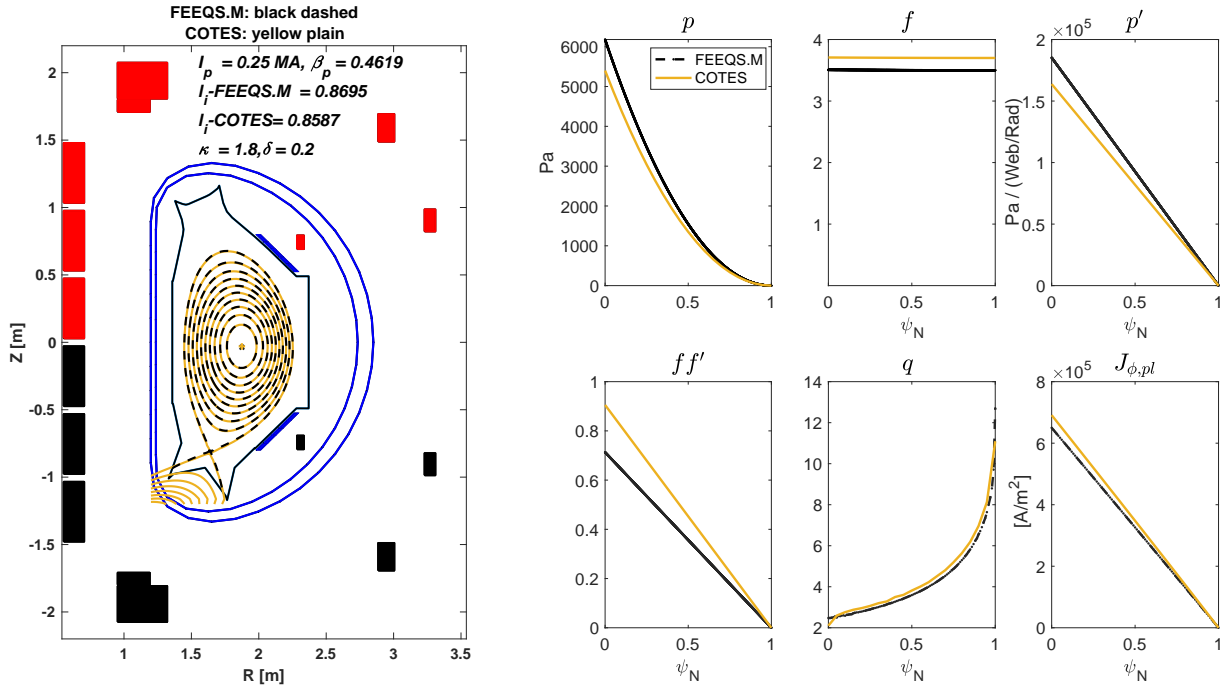 FEEQS.M: black dashed
COTES: yellow plain
I_p = 0.25 MA, β_p = 0.4619
l_i-FEEQS.M = 0.8695
l_i-COTES= 0.8587
κ = 1.8,δ = 0.2
2
1.5
1
0.5
0
-0.5
-1
-1.5
-2
Z [m]
1 1.5 2 2.5 3 3.5
R [m]
p
6000
5000
4000
3000
2000
1000
0
Pa
FEEQS.M
COTES
0 0.5 1
f
4
3
2
1
0 0.5 1
ψ_N
p′
×10^5
2
1.5
1
0.5
0
Pa / (Web/Rad)
0 0.5 1
ψ_N
ff′
1
0.8
0.6
0.4
0.2
0
0 0.5 1
ψ_N
q
14
12
10
8
6
4
2
0 0.5 1
ψ_N
J_{ϕ,pl}
×10^5
8
6
4
2
0
[A/m^2]
0 0.5 1
ψ_N